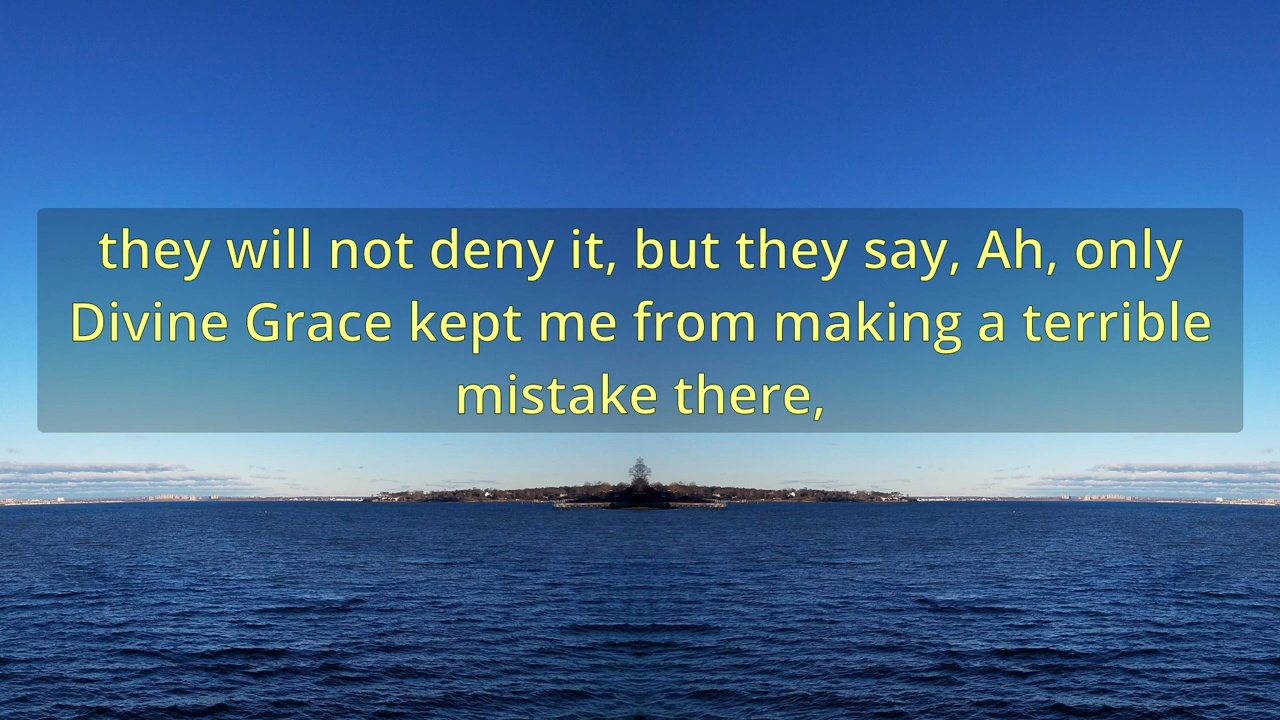 they will not deny it, but they say, Ah, only
Divine Grace kept me from making a terrible
mistake there,